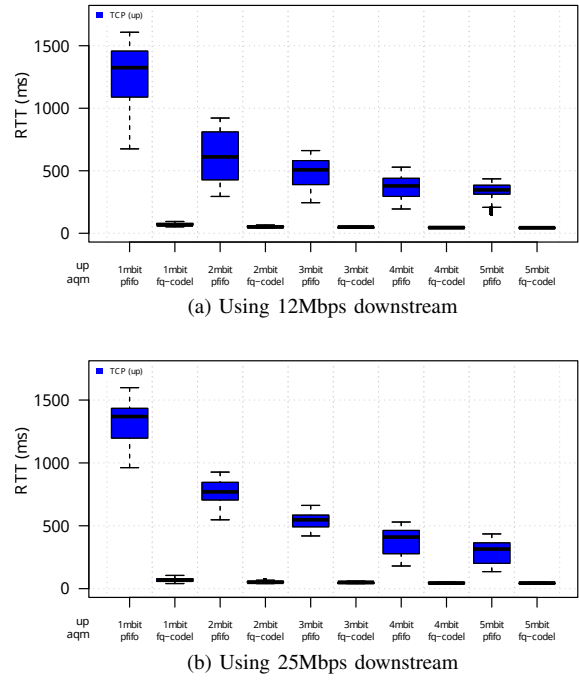 TCP (up)
1500
1000
500
0
RTT (ms)
up 1mbit 1mbit 2mbit 2mbit 3mbit 3mbit 4mbit 4mbit 5mbit 5mbit
aqm pfifo fq−codel pfifo fq−codel pfifo fq−codel pfifo fq−codel pfifo fq−codel
(a) Using 12Mbps downstream
TCP (up)
1500
1000
500
0
RTT (ms)
up 1mbit 1mbit 2mbit 2mbit 3mbit 3mbit 4mbit 4mbit 5mbit 5mbit
aqm pfifo fq−codel pfifo fq−codel pfifo fq−codel pfifo fq−codel pfifo fq−codel
(b) Using 25Mbps downstream